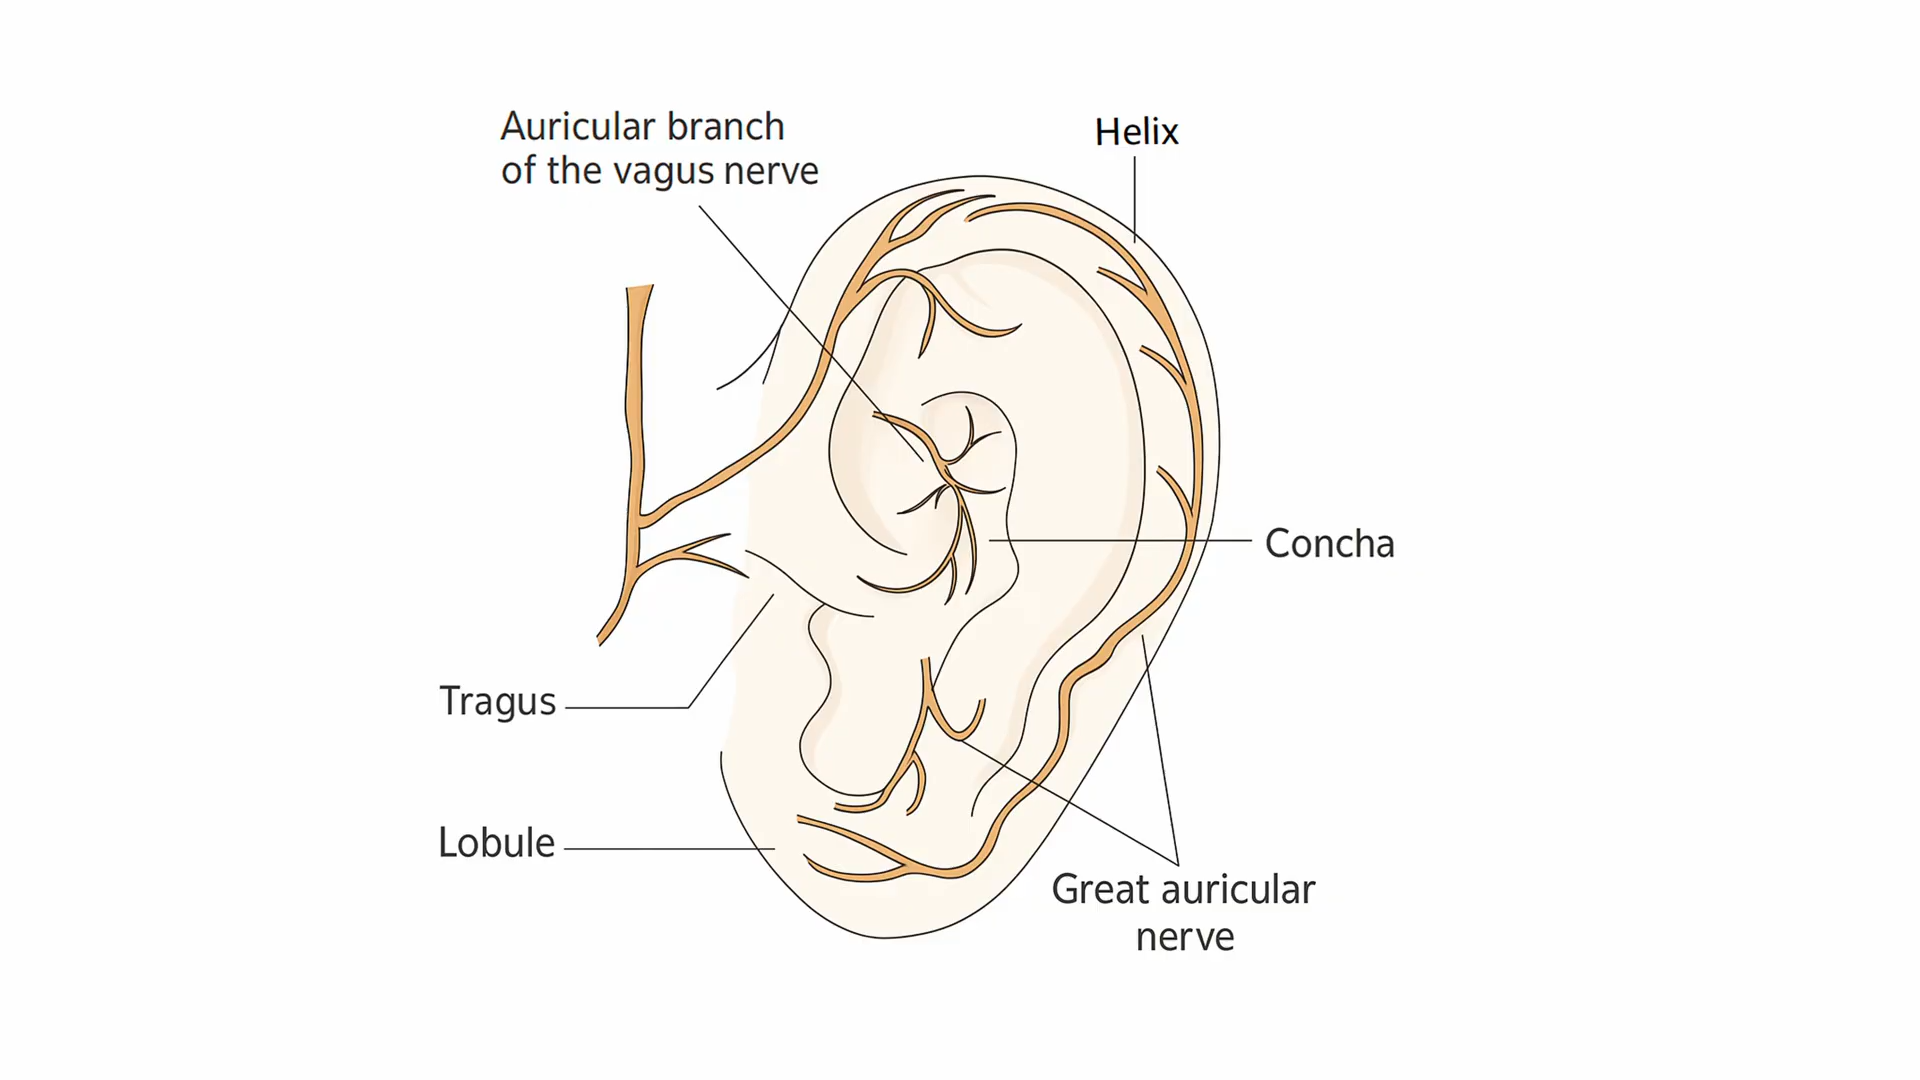 Auricular branch
of the vagus nerve
Helix
Concha
Tragus
Lobule
Great auricular
nerve